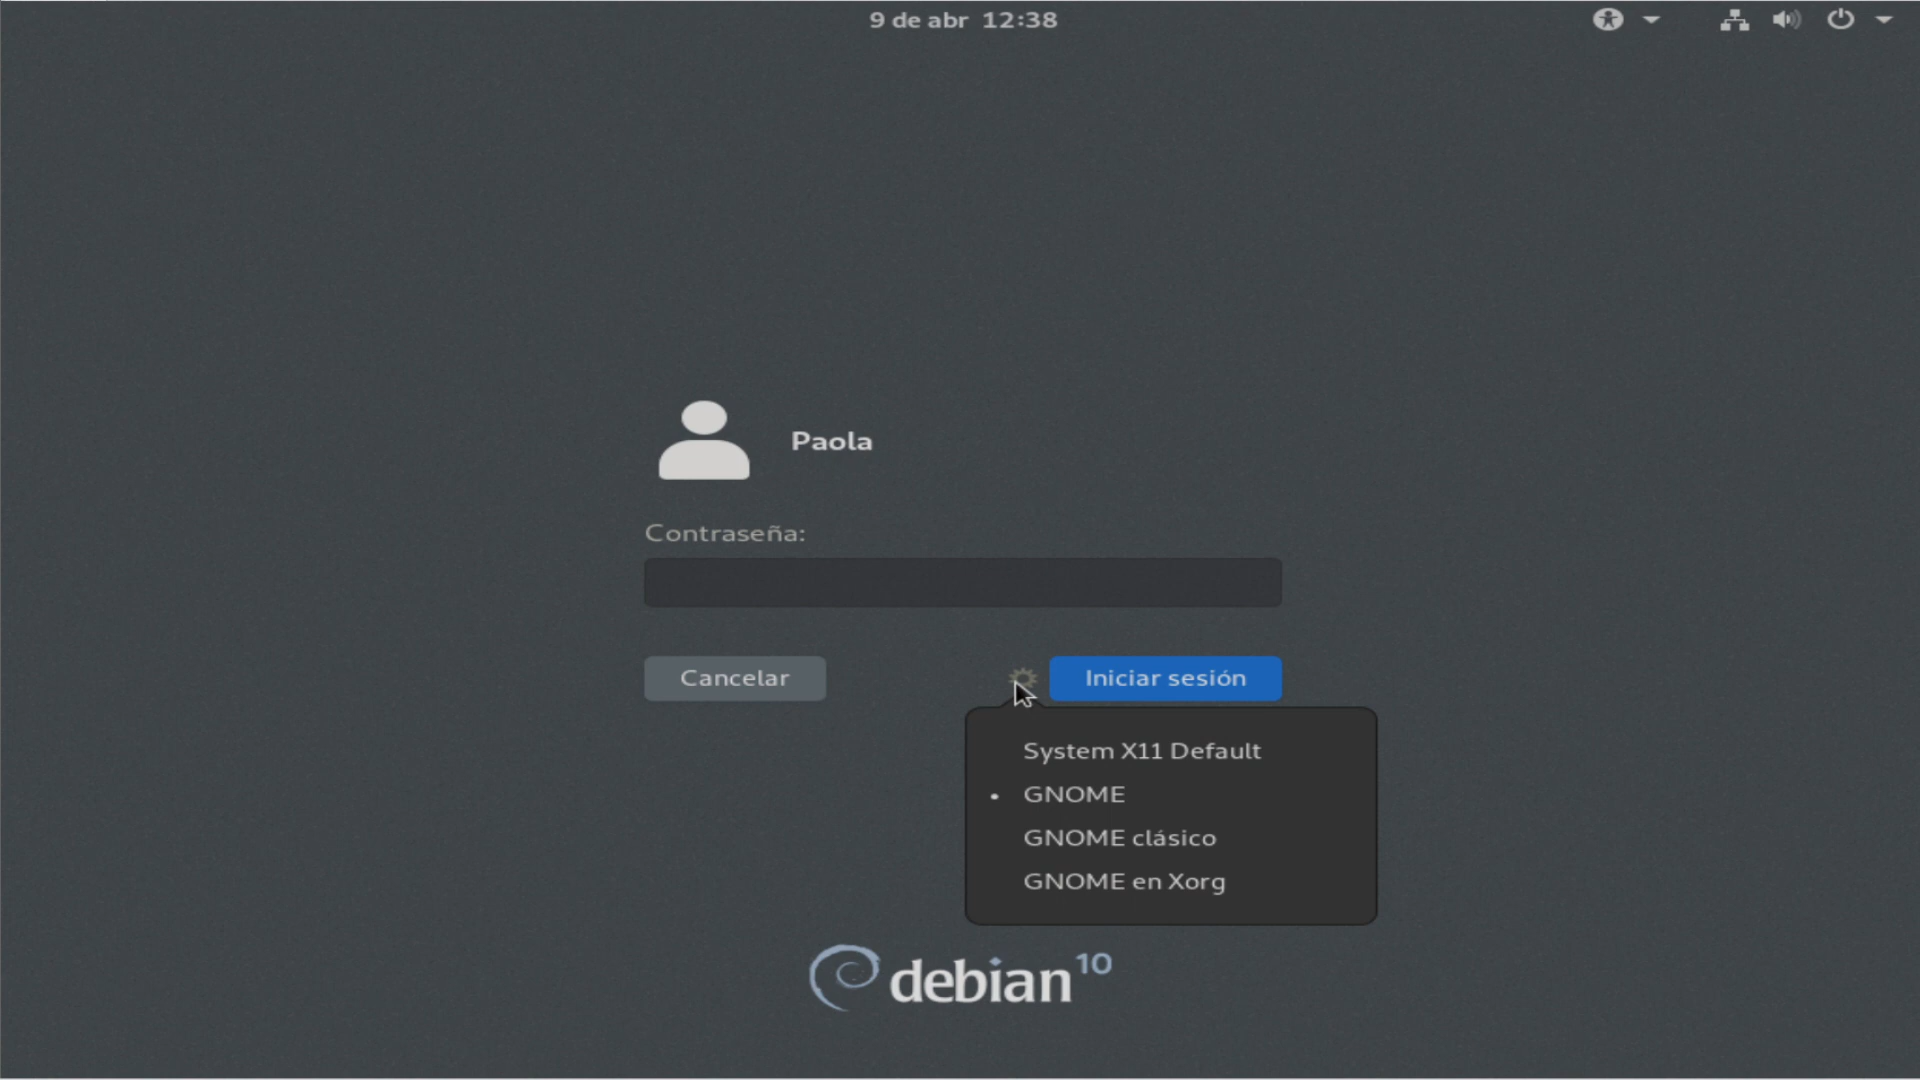 9 de abr 12:38
Paola
Contraseña:
Cancelar
Iniciar sesión
System X11 Default
• GNOME
GNOME clásico
GNOME en Xorg
debian 10